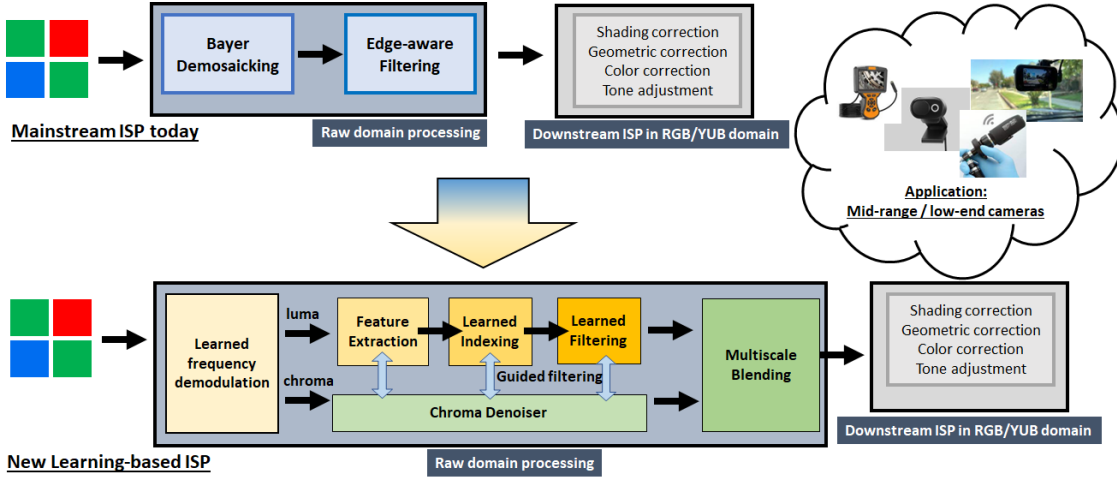 Bayer
Demosaicking
Edge-aware
Filtering
Shading correction
Geometric correction
Color correction
Tone adjustment
Mainstream ISP today
Raw domain processing
Downstream ISP in RGB/YUB domain
Application:
Mid-range / low-end cameras
Learned
frequency
demodulation
luma
chroma
Feature
Extraction
Learned
Indexing
Learned
Filtering
Guided filtering
Chroma Denoiser
Multiscale
Blending
Shading correction
Geometric correction
Color correction
Tone adjustment
Downstream ISP in RGB/YUB domain
New Learning-based ISP
Raw domain processing